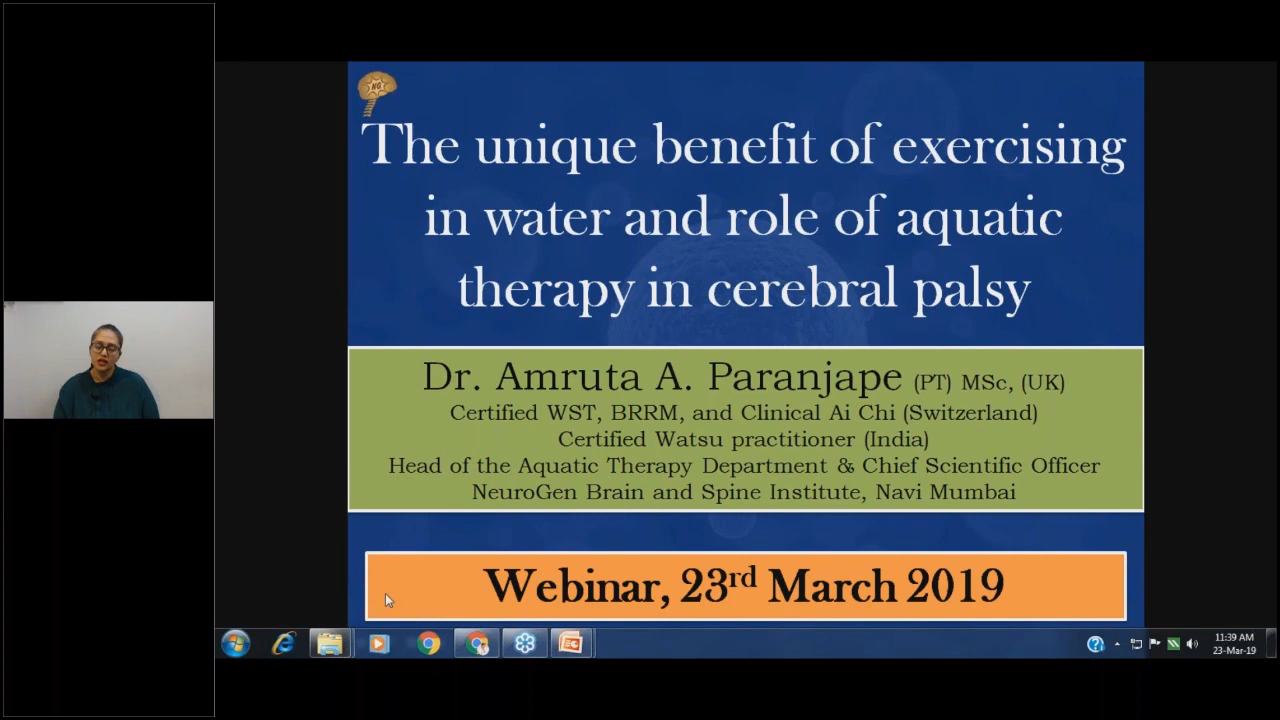 NG
The unique benefit of exercising
in water and role of aquatic
therapy in cerebral palsy
Dr. Amruta A. Paranjape (PT) MSc, (UK)
Certified WST, BRRM, and Clinical Ai Chi (Switzerland)
Certified Watsu practitioner (India)
Head of the Aquatic Therapy Department & Chief Scientific Officer
NeuroGen Brain and Spine Institute, Navi Mumbai
Webinar, 23rd March 2019
11:39 AM
23-Mar-19